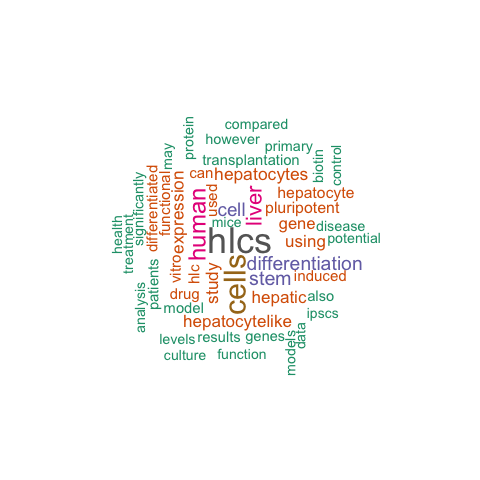 compared
protein
however
primary
may
transplantation
biotin
control
can
hepatocytes
significantly
differentiated
functional
expression
used
hepatocyte
human
cell
liver
pluripotent
mice
gene
disease
health
treatment
hlcs
using
potential
vitro
hlc
study
cells
differentiation
stem
induced
patients
drug
hepatic
also
analysis
model
ipscs
hepatocytelike
levels
results
genes
data
models
culture
function